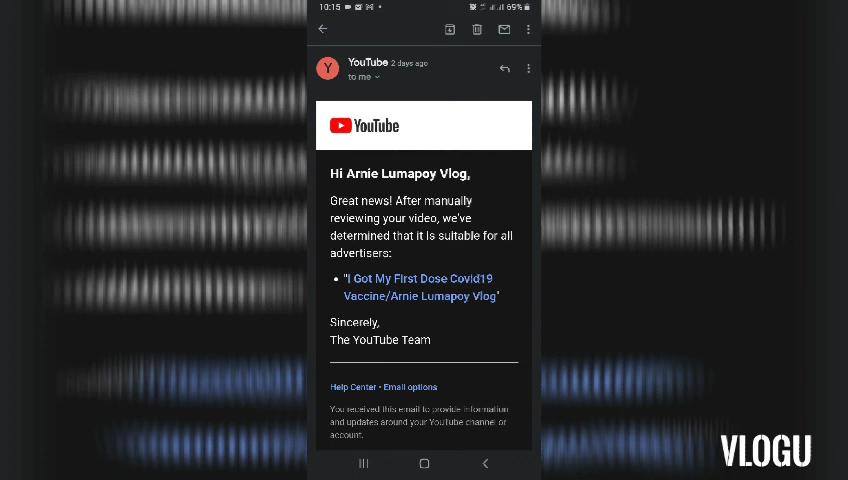 10:15
69%
Y
YouTube 2 days ago
to me
YouTube
Hi Arnie Lumapoy Vlog,
Great news! After manually
reviewing your video, we've
determined that it is suitable for all
advertisers:
• "I Got My First Dose Covid19
Vaccine/Arnie Lumapoy Vlog"
Sincerely,
The YouTube Team
Help Center • Email options
You received this email to provide information
and updates around your YouTube channel or
account.
VLOGU